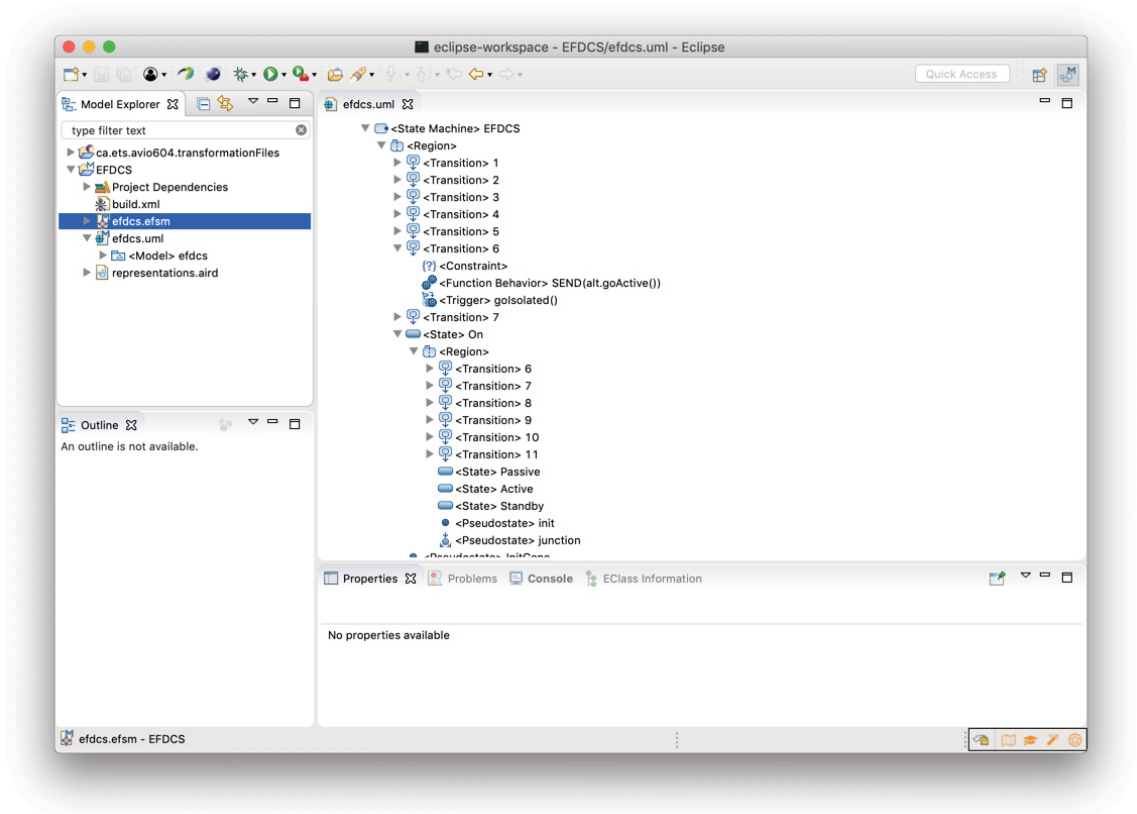 eclipse-workspace - EFDCS/efdcs.uml - Eclipse
Quick Access
Model Explorer
type filter text
ca.ets.avio604.transformationFiles
EFDCS
Project Dependencies
build.xml
efdcs.efsm
efdcs.uml
<Model> efdcs
representations.aird
Outline
An outline is not available.
efdcs.uml
<State Machine> EFDCS
<Region>
<Transition> 1
<Transition> 2
<Transition> 3
<Transition> 4
<Transition> 5
<Transition> 6
{?} <Constraint>
<Function Behavior> SEND(alt.goActive())
<Trigger> goIsolated()
<Transition> 7
<State> On
<Region>
<Transition> 6
<Transition> 7
<Transition> 8
<Transition> 9
<Transition> 10
<Transition> 11
<State> Passive
<State> Active
<State> Standby
<Pseudostate> init
<Pseudostate> junction
Properties Problems Console EClass Information
No properties available
efdcs.efsm - EFDCS